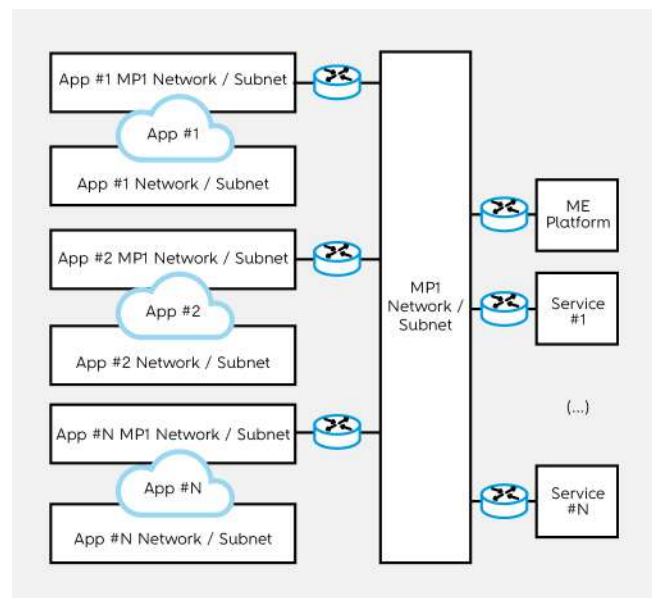 App #1 MP1 Network / Subnet
App #1
App #1 Network / Subnet
App #2 MP1 Network / Subnet
App #2
App #2 Network / Subnet
App #N MP1 Network / Subnet
App #N
App #N Network / Subnet
MP1
Network /
Subnet
ME
Platform
Service
#1
(...)
Service
#N